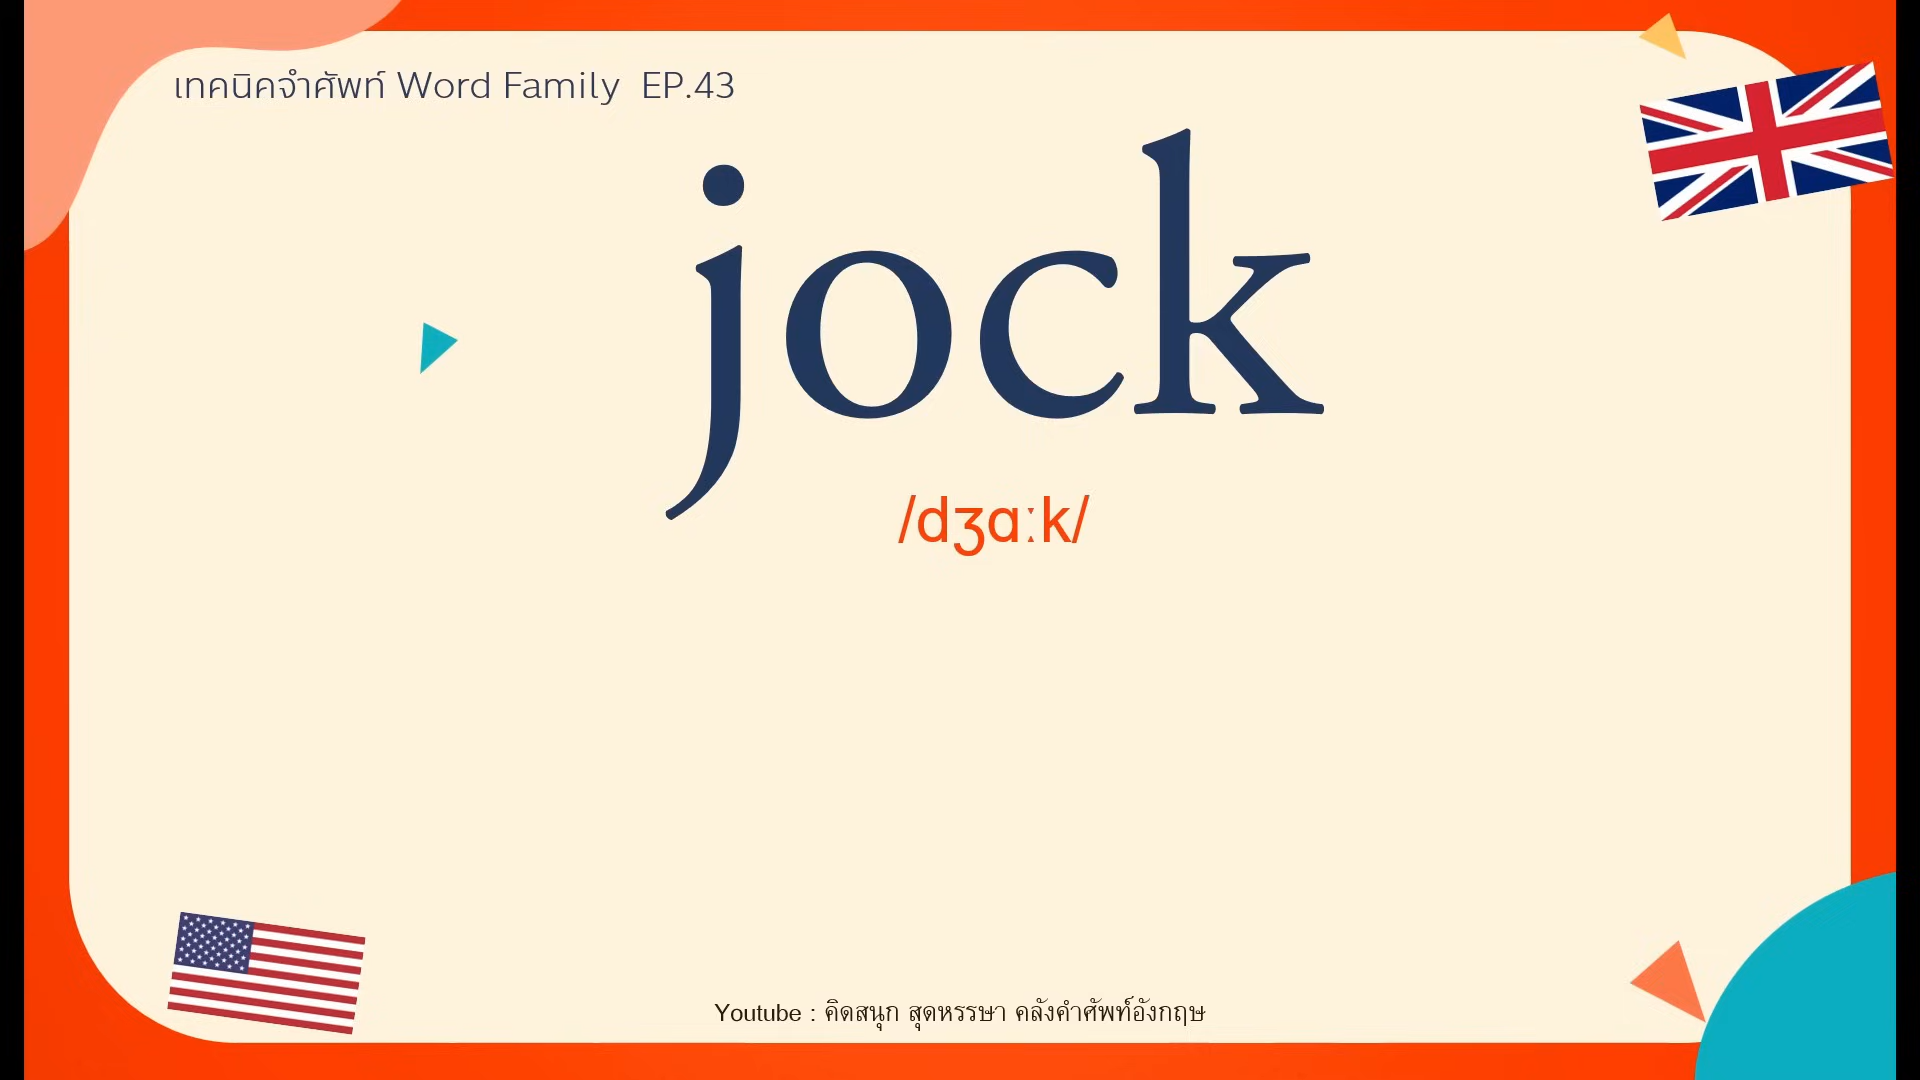 เทคนิคจำศัพท์ Word Family EP.43
jock
/dʒɑːk/
Youtube : คิดสนุก สุดหรรษา คลังคำศัพท์อังกฤษ